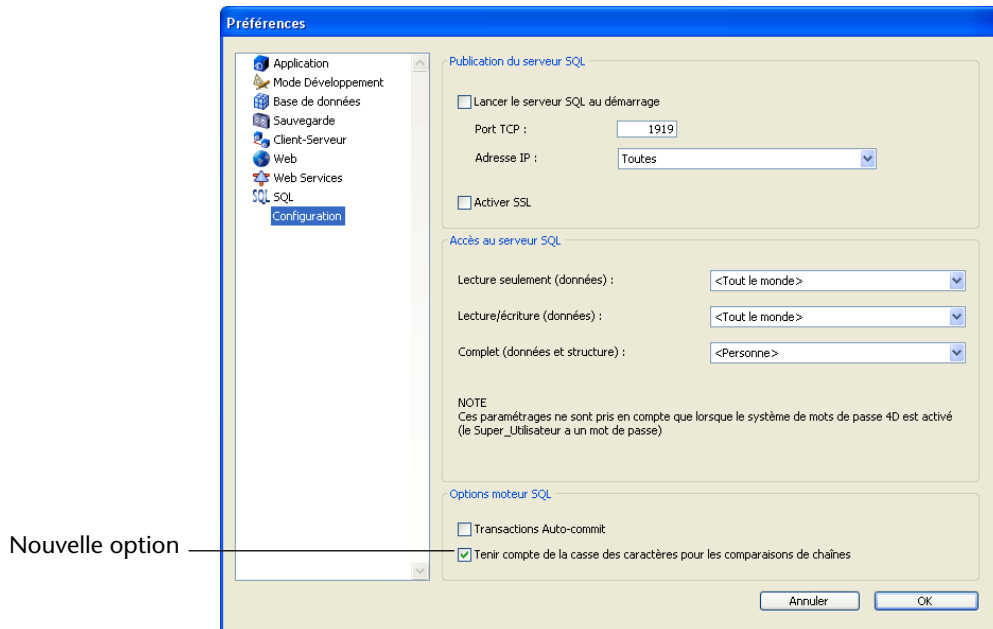 Préférences
Application
Mode Développement
Base de données
Sauvegarde
Client-Serveur
Web
Web Services
SQL SQL
Configuration
Publication du serveur SQL
Lancer le serveur SQL au démarrage
Port TCP : 1919
Adresse IP : Toutes
Activer SSL
Accès au serveur SQL
Lecture seulement (données) : <Tout le monde>
Lecture/écriture (données) : <Tout le monde>
Complet (données et structure) : <Personne>
NOTE
Ces paramétrages ne sont pris en compte que lorsque le système de mots de passe 4D est activé
(le Super_Utilisateur a un mot de passe)
Options moteur SQL
Transactions Auto-commit
Nouvelle option
Tenir compte de la casse des caractères pour les comparaisons de chaînes
Annuler OK